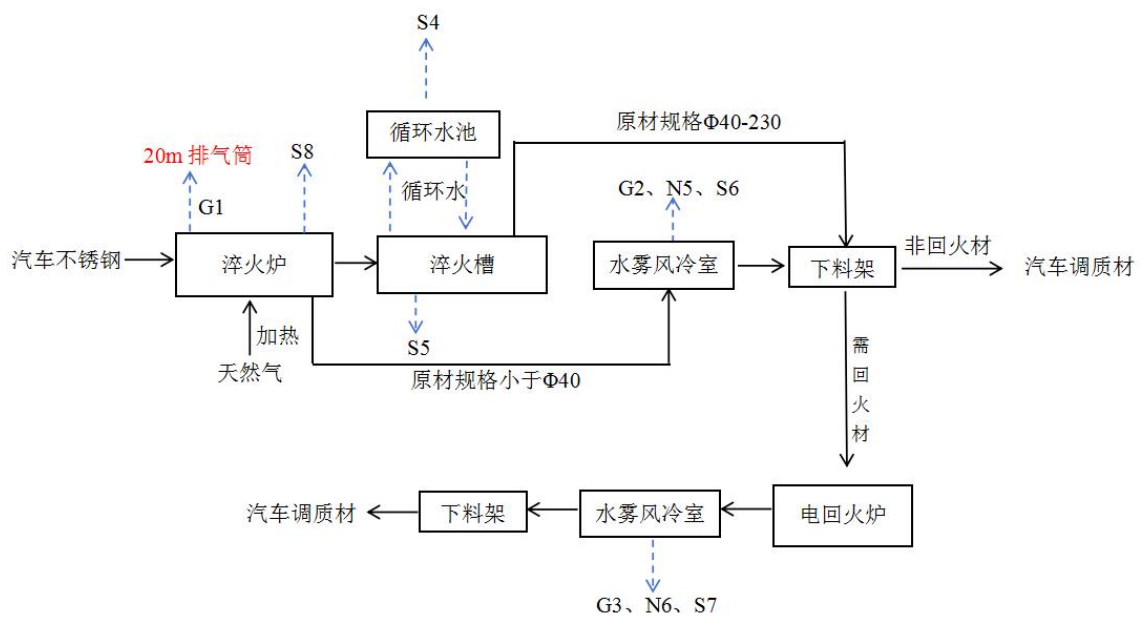 S4
循环水池
原材规格Φ40-230
20m 排气筒
S8
循环水
G2、N5、S6
G1
汽车不锈钢
淬火炉
淬火槽
水雾风冷室
下料架
非回火材
汽车调质材
加热
S5
天然气
原材规格小于Φ40
需回火材
汽车调质材
下料架
水雾风冷室
电回火炉
G3、N6、S7